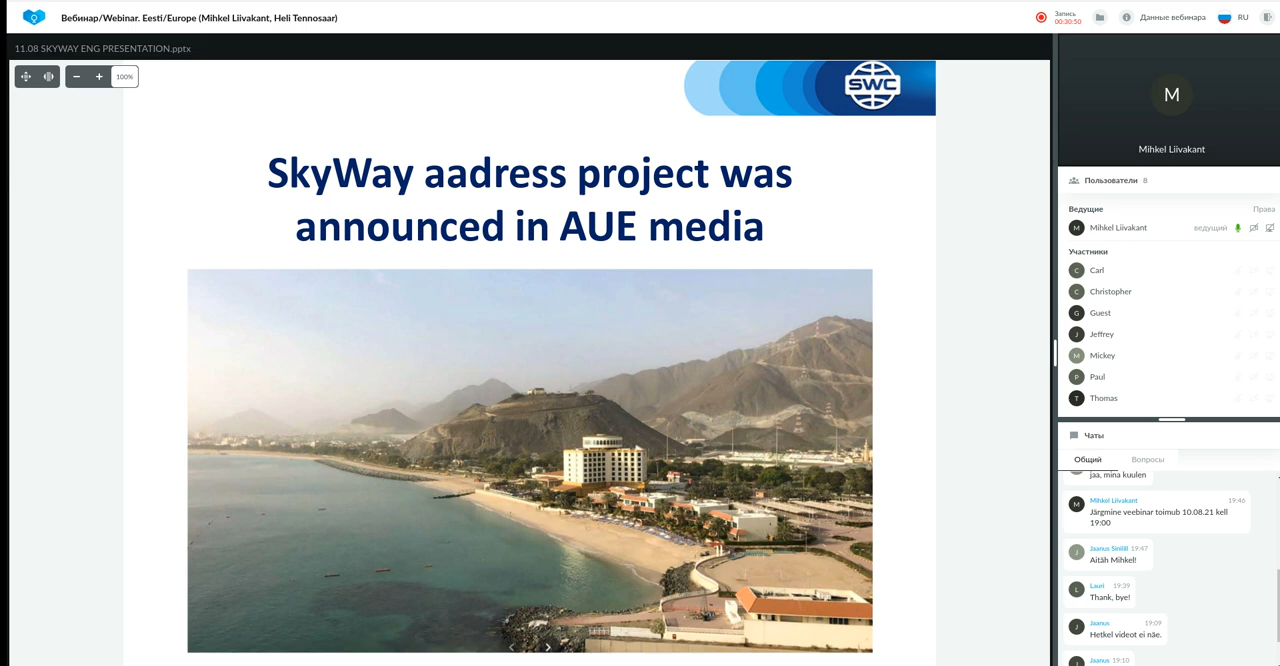 Вебинар/Webinar. Eesti/Europe (Mihkel Liivakant, Heli Tennosaar)
Запись
00:30:50
Данные вебинара
RU
11.08 SKYWAY ENG PRESENTATION.pptx
100%
SWC
SkyWay aadress project was
announced in AUE media
M
Mihkel Liivakant
Пользователи 8
Ведущие Права
M Mihkel Liivakant ведущий
Участники
C Carl
C Christopher
G Guest
J Jeffrey
M Mickey
P Paul
T Thomas
Чаты
Общий Вопросы
jaa, mina kuulen
M Mihkel Liivakant 19:46
Järgmine veebinar toimub 10.08.21 kell
19:00
J Jaanus Siniäll 19:47
Aitäh Mihkel!
L Lauri 19:39
Thank, bye!
J Jaanus 19:09
Hetkel videot ei näe.
J Jaanus 19:10